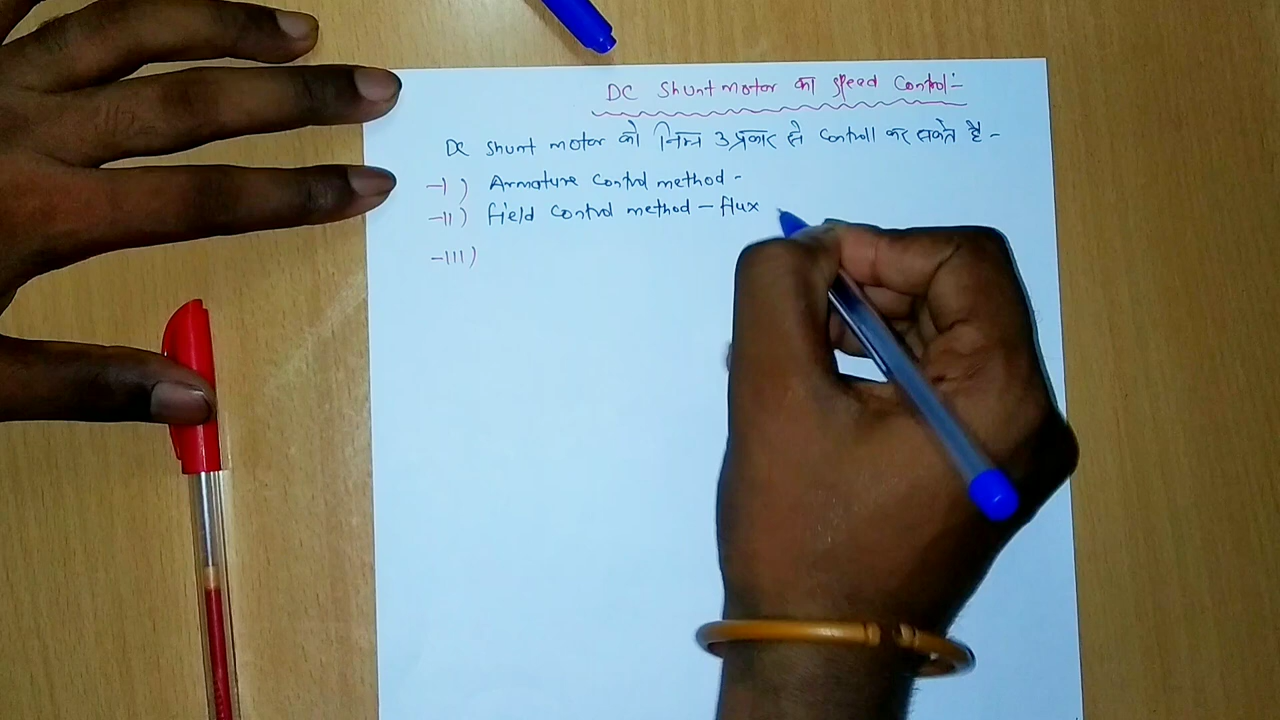 DC Shunt motor का Speed Control:-
DC Shunt motor को निम्न 3 प्रकार से Controll कर सकते है -
-I) Armature Control method -
-II) field Control method - flux
-III)